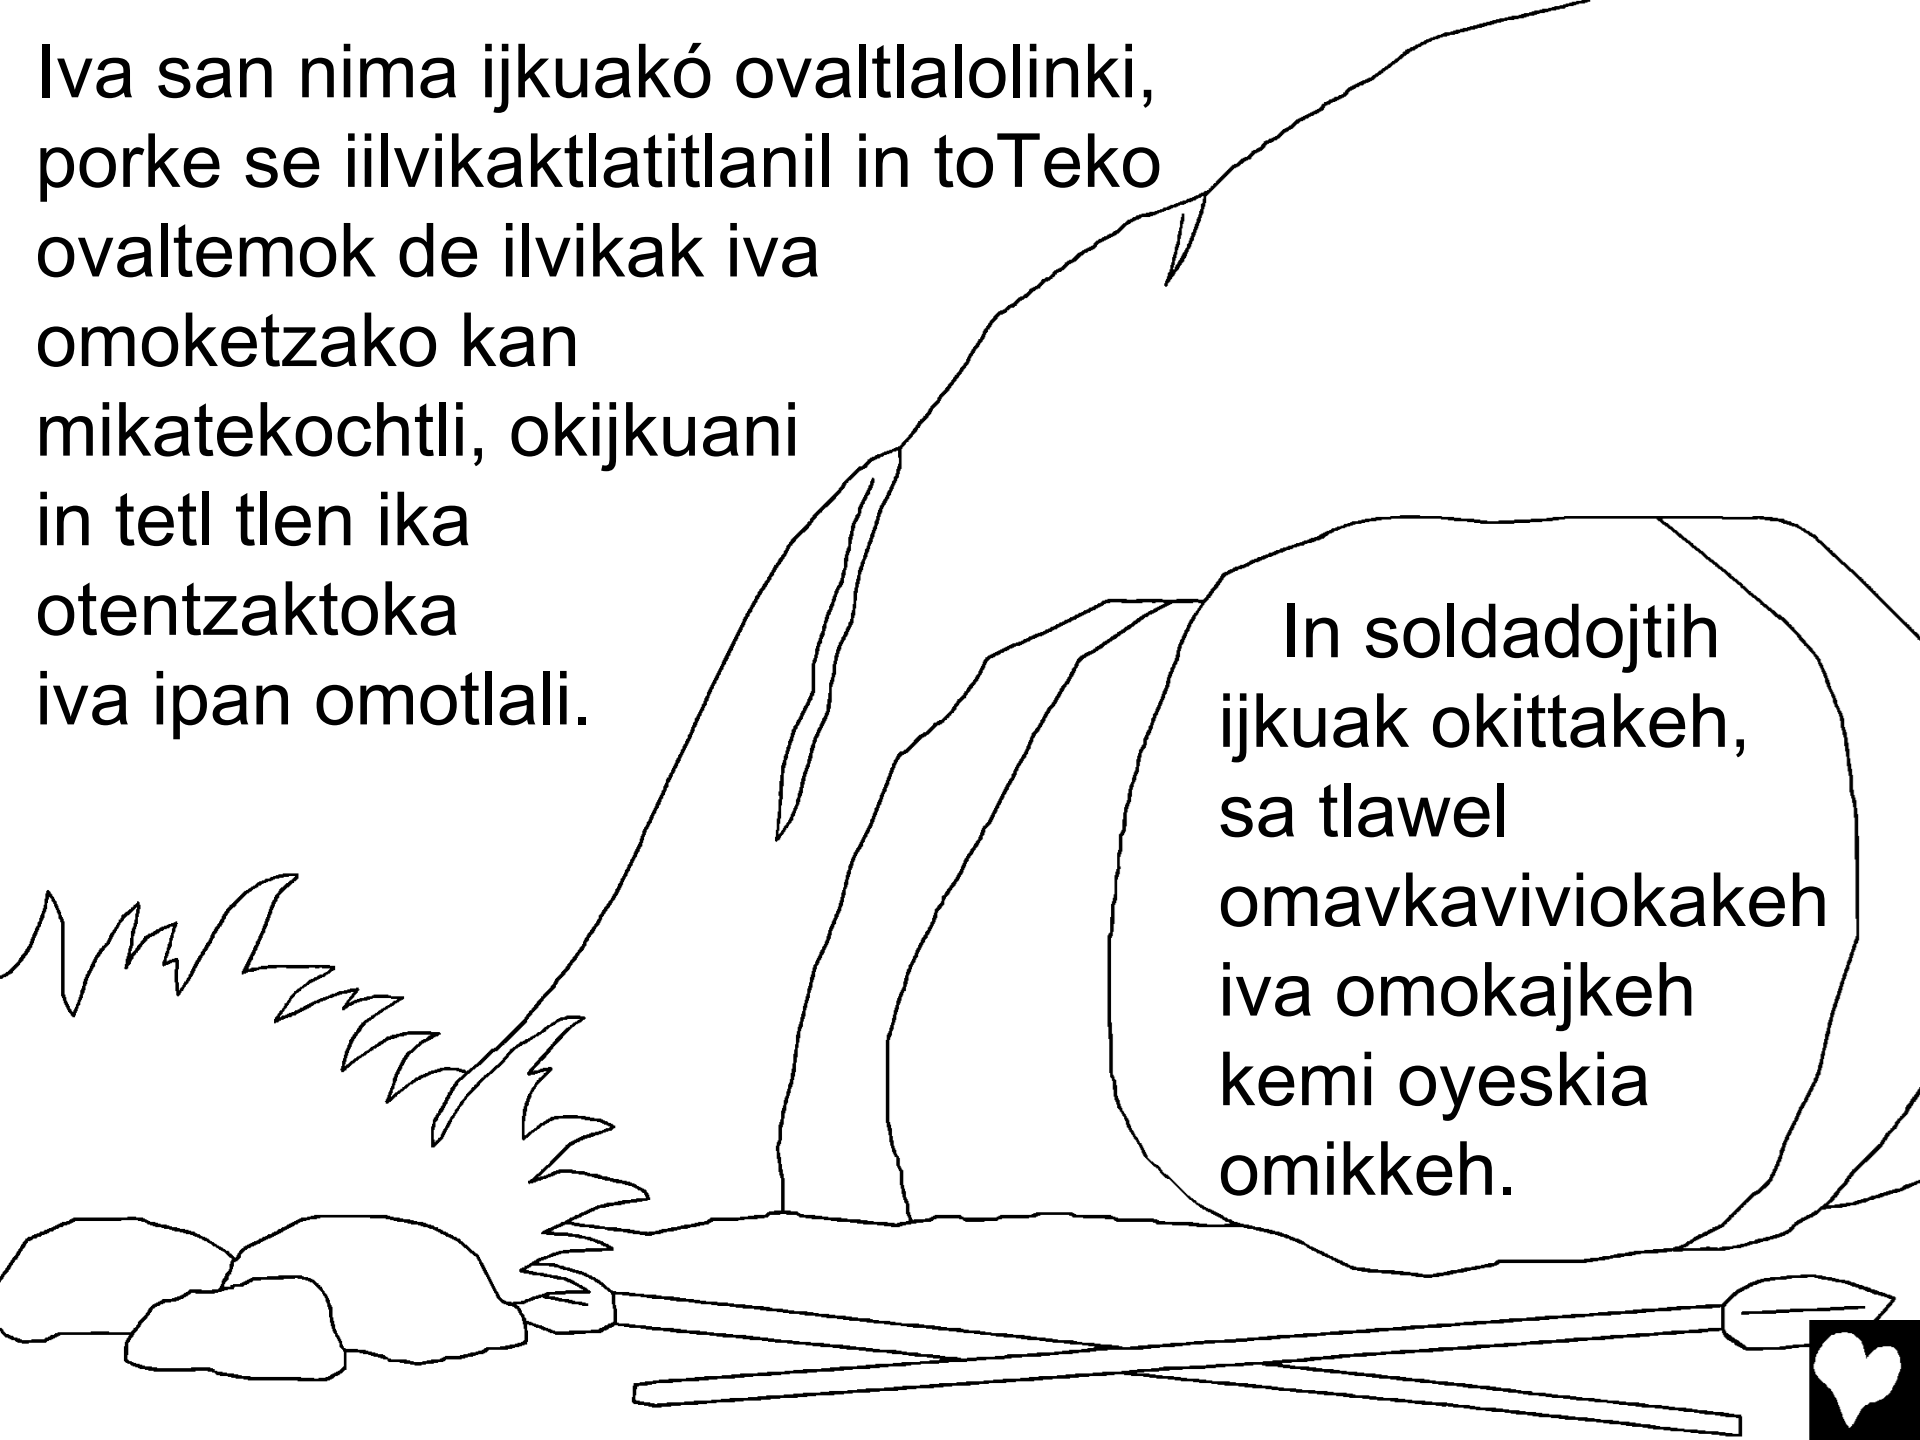 Iva san nima ijkuakó ovaltlalolinki,
porke se iilvikaktlatitlanil in toTeko
ovaltemok de ilvikak iva
omoketzako kan
mikatekochtli, okijkuani
in tetl tlen ika
otentzaktoka
iva ipan omotlali.
In soldadojtih
ijkuak okittakeh,
sa tlawel
omavkaviviokakeh
iva omokajkeh
kemi oyeskia
omikkeh.